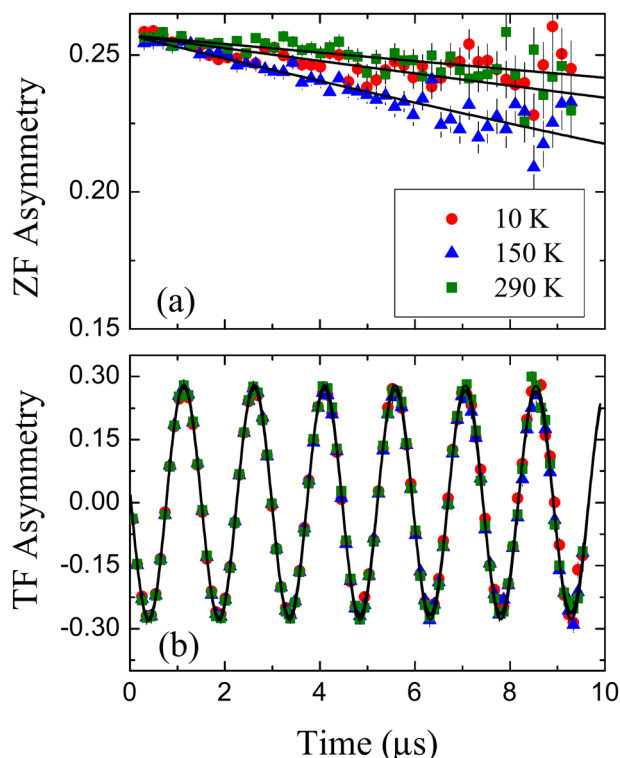 0.25
0.20
0.15
ZF Asymmetry
10 K
150 K
290 K
(a)
0.30
0.15
0.00
-0.15
-0.30
TF Asymmetry
(b)
0 2 4 6 8 10
Time (μs)